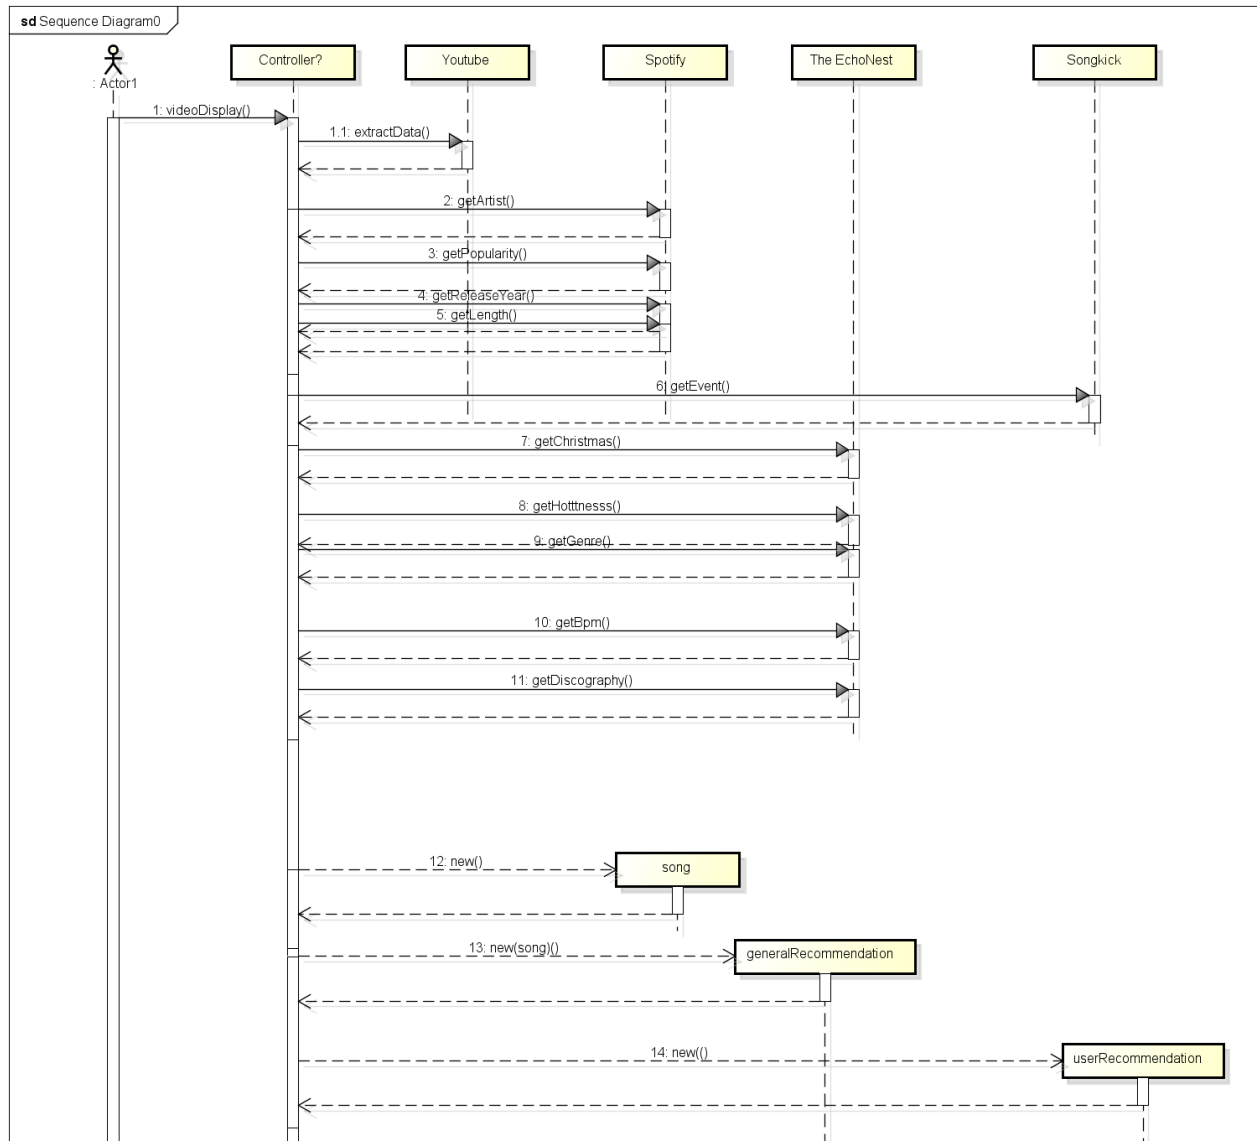 sd Sequence Diagram0
: Actor1
Controller?
Youtube
Spotify
The EchoNest
Songkick
1: videoDisplay()
1.1: extractData()
2: getArtist()
3: getPopularity()
4: getReleaseYear()
5: getLength()
6: getEvent()
7: getChristmas()
8: getHotttnesss()
9: getGenre()
10: getBpm()
11: getDiscography()
12: new()
song
13: new(song)()
generalRecommendation
14: new(()
userRecommendation